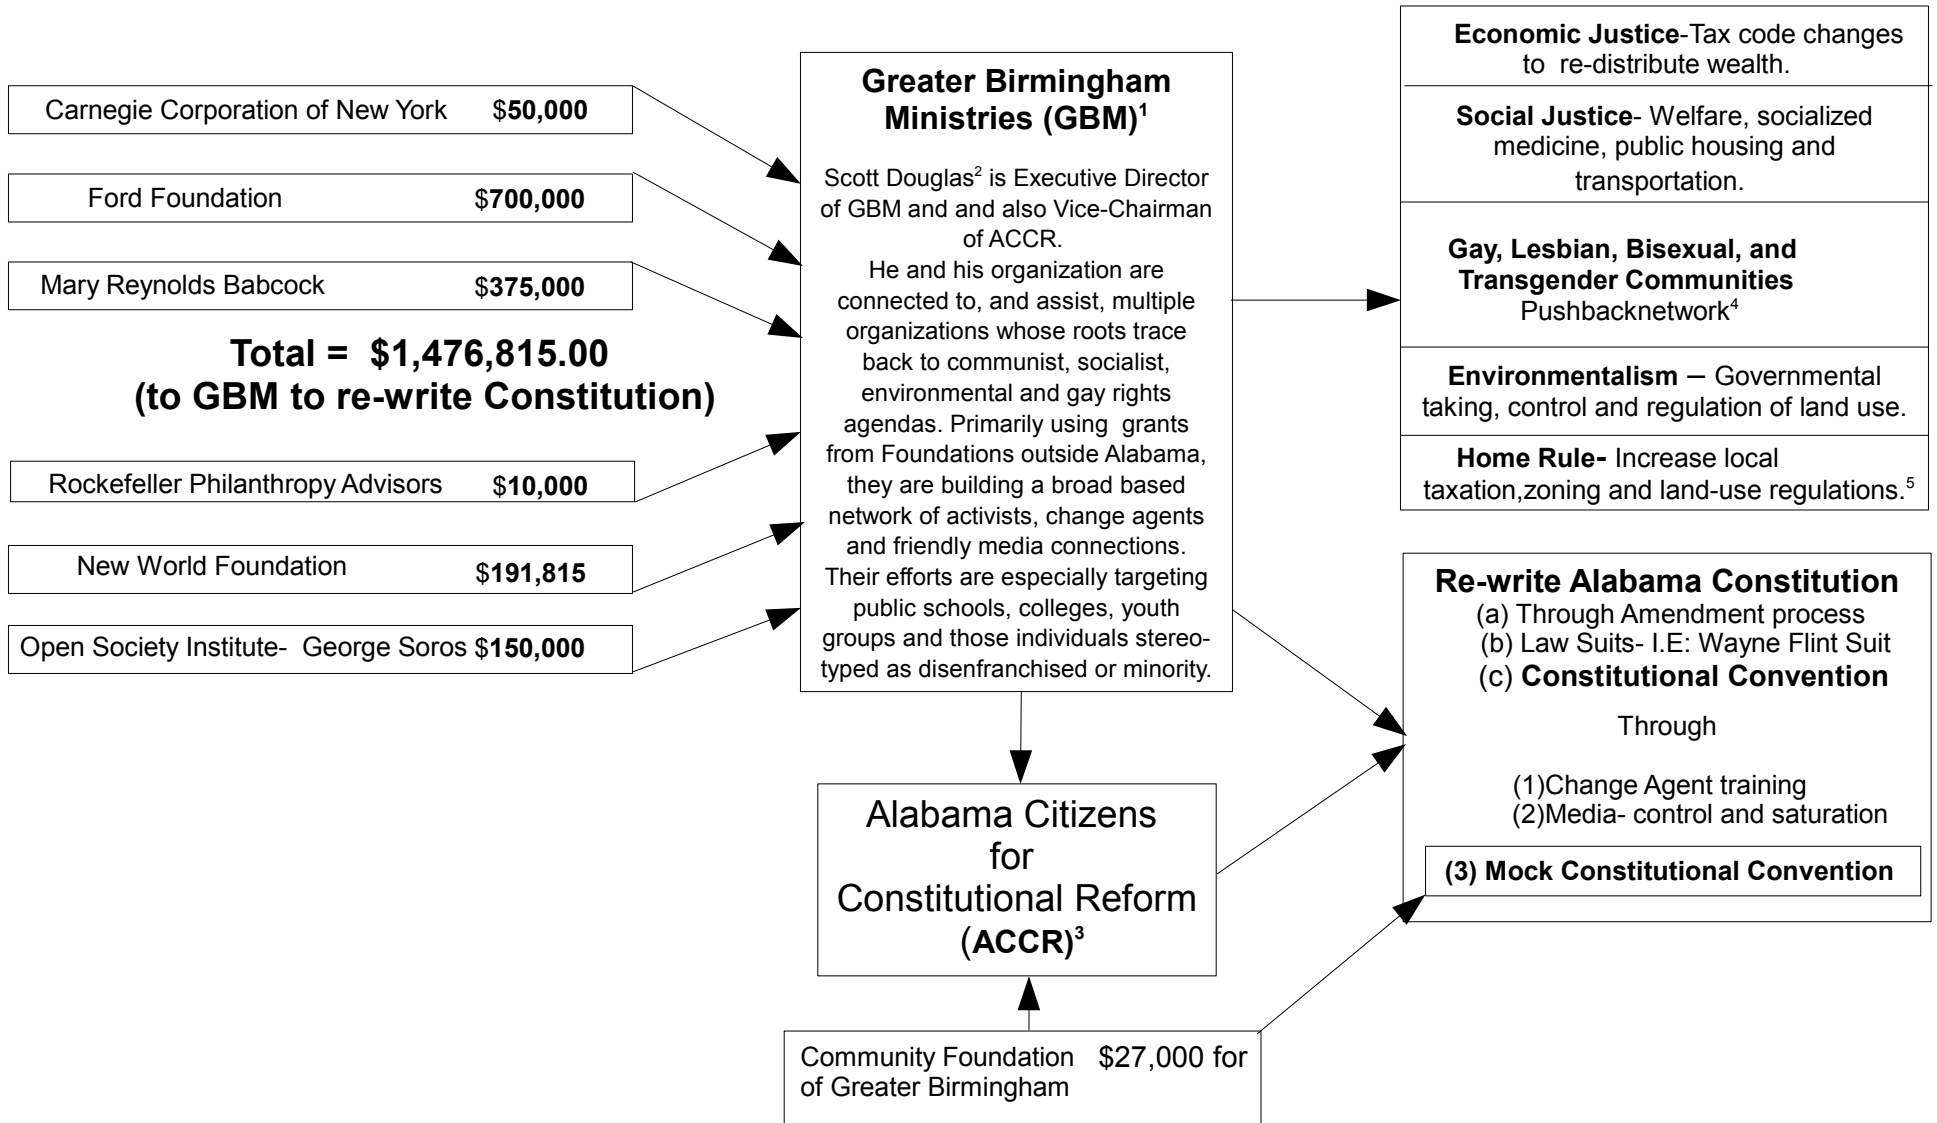 Carnegie Corporation of New York $50,000
Ford Foundation $700,000
Mary Reynolds Babcock $375,000
Total = $1,476,815.00
(to GBM to re-write Constitution)
Rockefeller Philanthropy Advisors $10,000
New World Foundation $191,815
Open Society Institute- George Soros $150,000
Greater Birmingham
Ministries (GBM)¹
Scott Douglas² is Executive Director
of GBM and and also Vice-Chairman
of ACCR.
He and his organization are
connected to, and assist, multiple
organizations whose roots trace
back to communist, socialist,
environmental and gay rights
agendas. Primarily using grants
from Foundations outside Alabama,
they are building a broad based
network of activists, change agents
and friendly media connections.
Their efforts are especially targeting
public schools, colleges, youth
groups and those individuals stereo-
typed as disenfranchised or minority.
Alabama Citizens
for
Constitutional Reform
(ACCR)³
Community Foundation $27,000 for
of Greater Birmingham
Economic Justice-Tax code changes
to re-distribute wealth.
Social Justice- Welfare, socialized
medicine, public housing and
transportation.
Gay, Lesbian, Bisexual, and
Transgender Communities
Pushbacknetwork⁴
Environmentalism – Governmental
taking, control and regulation of land use.
Home Rule- Increase local
taxation,zoning and land-use regulations.⁵
Re-write Alabama Constitution
(a) Through Amendment process
(b) Law Suits- I.E: Wayne Flint Suit
(c) Constitutional Convention
Through
(1)Change Agent training
(2)Media- control and saturation
(3) Mock Constitutional Convention